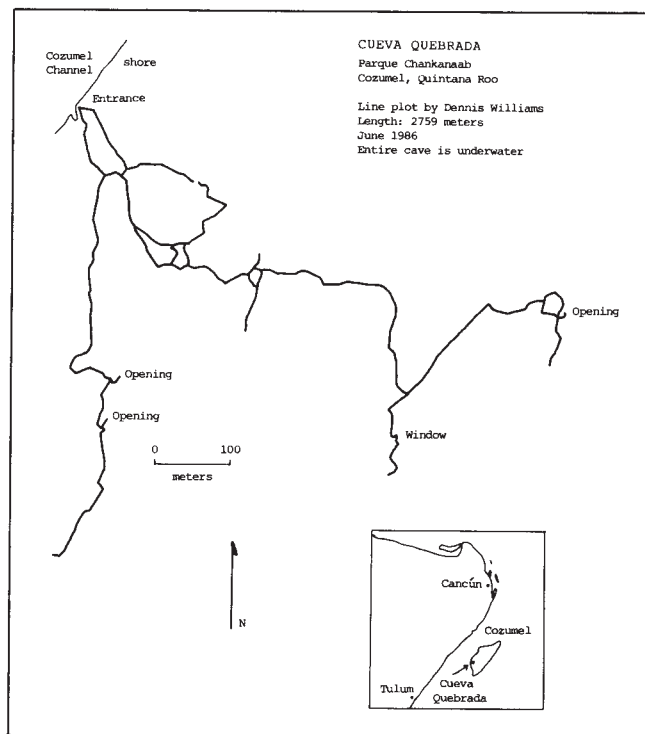 CUEVA QUEBRADA
Parque Chankanaab
Cozumel, Quintana Roo
Line plot by Dennis Williams
Length: 2759 meters
June 1986
Entire cave is underwater
Cozumel
Channel
shore
Entrance
Opening
Opening
Opening
Window
0 100
meters
N
Cancún
Cozumel
Cueva
Quebrada
Tulum